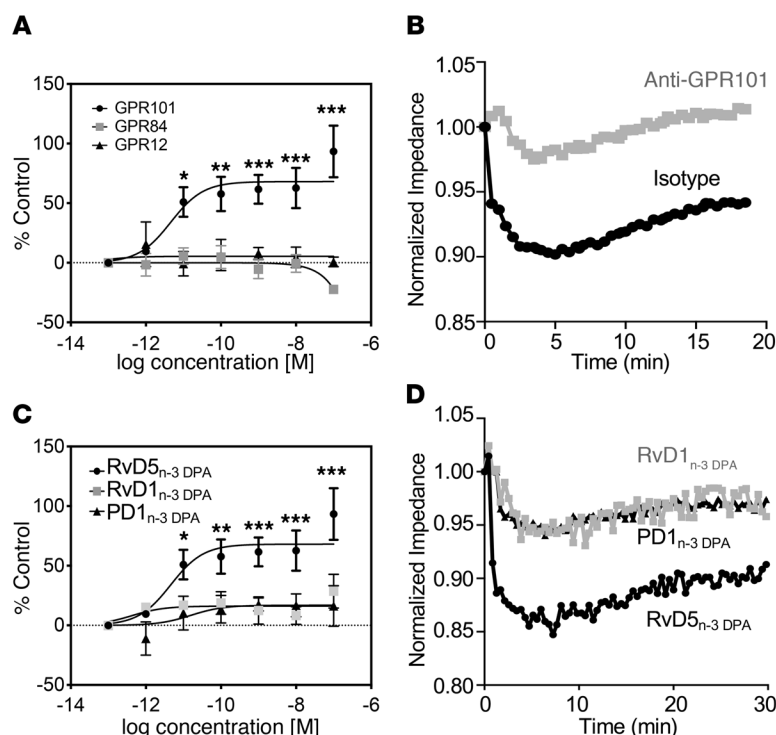 A
150
100
50
0
-50
% Control
GPR101
GPR84
GPR12
* ** *** *** ***
-14 -12 -10 -8 -6
log concentration [M]
B
1.05
1.00
0.95
0.90
0.85
Normalized Impedance
Anti-GPR101
Isotype
0 5 10 15 20
Time (min)
C
150
100
50
0
-50
% Control
RvD5n-3 DPA
RvD1n-3 DPA
PD1n-3 DPA
* ** *** *** ***
-14 -12 -10 -8 -6
log concentration [M]
D
1.05
1.00
0.95
0.90
0.85
0.80
Normalized Impedance
RvD1n-3 DPA
PD1n-3 DPA
RvD5n-3 DPA
0 10 20 30
Time (min)